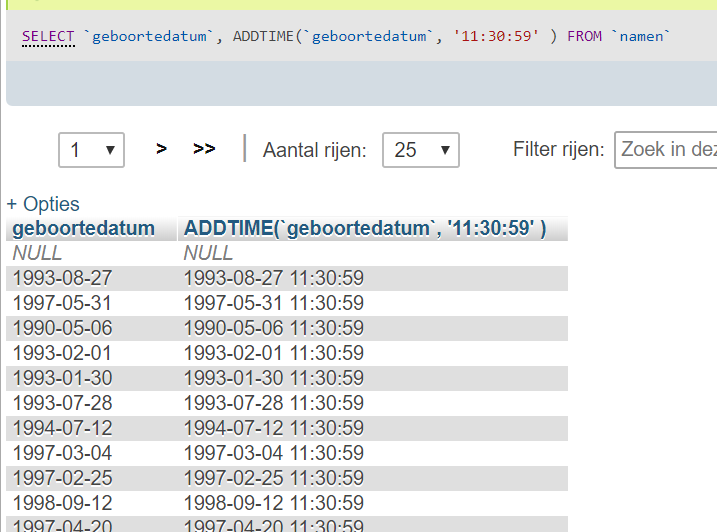 SELECT `geboortedatum`, ADDTIME(`geboortedatum`, '11:30:59' ) FROM `namen`
1 > >> | Aantal rijen: 25 Filter rijen: Zoek in dez
+ Opties
geboortedatum ADDTIME(`geboortedatum`, '11:30:59' )
NULL NULL
1993-08-27 1993-08-27 11:30:59
1997-05-31 1997-05-31 11:30:59
1990-05-06 1990-05-06 11:30:59
1993-02-01 1993-02-01 11:30:59
1993-01-30 1993-01-30 11:30:59
1993-07-28 1993-07-28 11:30:59
1994-07-12 1994-07-12 11:30:59
1997-03-04 1997-03-04 11:30:59
1997-02-25 1997-02-25 11:30:59
1998-09-12 1998-09-12 11:30:59
1997-04-20 1997-04-20 11:30:59